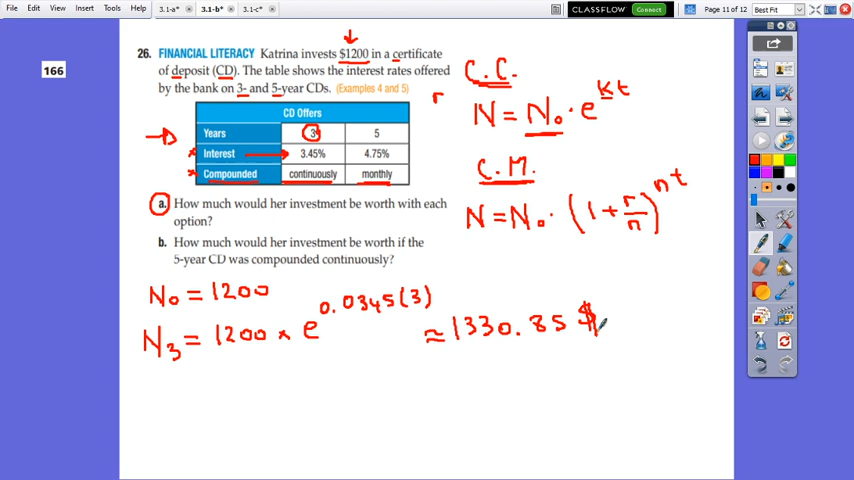 File Edit View Insert Tools Help
3.1-a* 3.1-b* 3.1-c*
CLASSFLOW
Page 11 of 12
Best Fit
166
26. FINANCIAL LITERACY Katrina invests $1200 in a certificate
of deposit (CD). The table shows the interest rates offered
by the bank on 3- and 5-year CDs. (Examples 4 and 5)
CD Offers
Years 3 5
Interest 3.45% 4.75%
Compounded continuously monthly
a. How much would her investment be worth with each
option?
b. How much would her investment be worth if the
5-year CD was compounded continuously?
r
C.C.
N = N₀ · e^kt
C.M.
N = N₀ · (1 + r/n)^nt
N₀ = 1200
N₃ = 1200 × e^0.0345(3) ≈ 1330.85 $